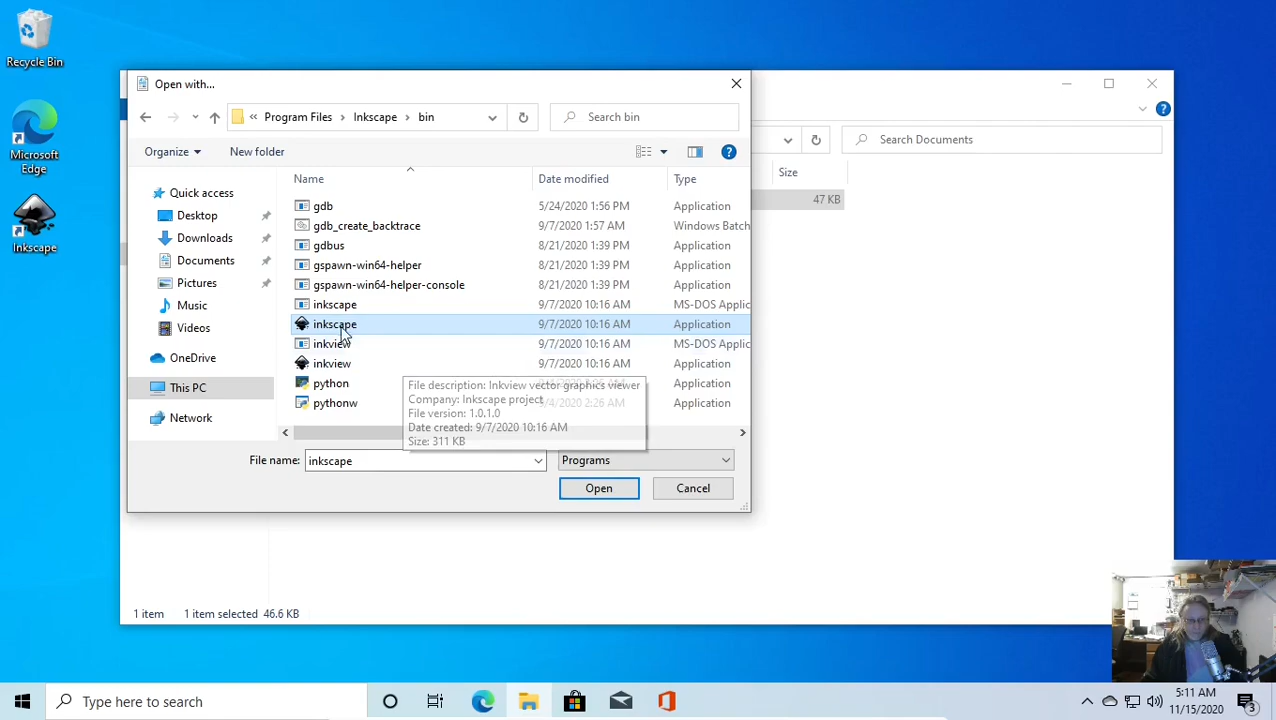 Recycle Bin
Microsoft
Edge
Inkscape
Open with...
« Program Files > Inkscape > bin
Search bin
Organize
New folder
Search Documents
Name
Date modified
Type
Size
47 KB
Quick access
Desktop
Downloads
Documents
Pictures
Music
Videos
OneDrive
This PC
Network
gdb 5/24/2020 1:56 PM Application
gdb_create_backtrace 9/7/2020 1:57 AM Windows Batch
gdbus 8/21/2020 1:39 PM Application
gspawn-win64-helper 8/21/2020 1:39 PM Application
gspawn-win64-helper-console 8/21/2020 1:39 PM Application
inkscape 9/7/2020 10:16 AM MS-DOS Applic
inkscape 9/7/2020 10:16 AM Application
inkview 9/7/2020 10:16 AM MS-DOS Applic
inkview 9/7/2020 10:16 AM Application
python Application
pythonw 2:26 AM Application
File description: Inkview vector graphics viewer
Company: Inkscape project
File version: 1.0.1.0
Date created: 9/7/2020 10:16 AM
Size: 311 KB
File name: inkscape
Programs
Open
Cancel
1 item 1 item selected 46.6 KB
Type here to search
5:11 AM
11/15/2020
3